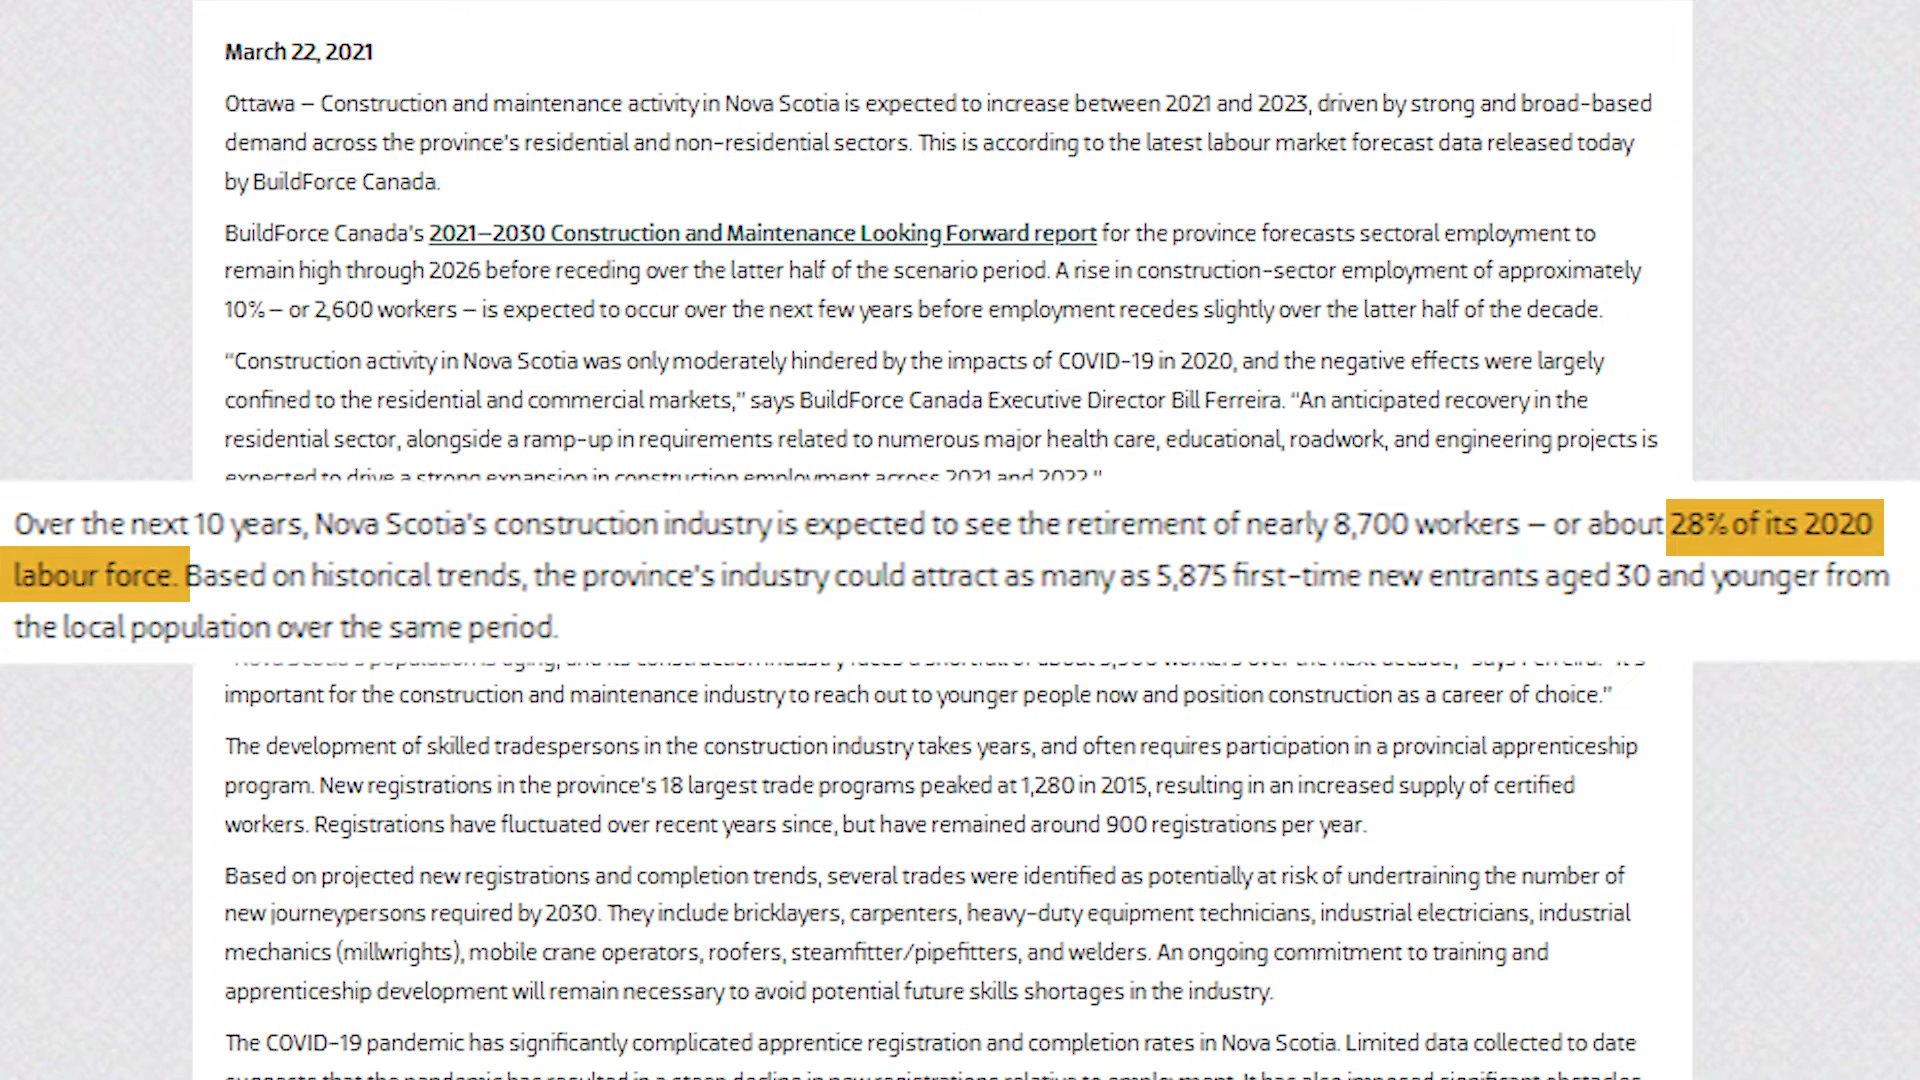 March 22, 2021
Ottawa – Construction and maintenance activity in Nova Scotia is expected to increase between 2021 and 2023, driven by strong and broad-based
demand across the province's residential and non-residential sectors. This is according to the latest labour market forecast data released today
by BuildForce Canada.
BuildForce Canada's 2021–2030 Construction and Maintenance Looking Forward report for the province forecasts sectoral employment to
remain high through 2026 before receding over the latter half of the scenario period. A rise in construction-sector employment of approximately
10% – or 2,600 workers – is expected to occur over the next few years before employment recedes slightly over the latter half of the decade.
“Construction activity in Nova Scotia was only moderately hindered by the impacts of COVID-19 in 2020, and the negative effects were largely
confined to the residential and commercial markets,” says BuildForce Canada Executive Director Bill Ferreira. “An anticipated recovery in the
residential sector, alongside a ramp-up in requirements related to numerous major health care, educational, roadwork, and engineering projects is
expected to drive a strong expansion in construction employment across 2021 and 2022.”
Over the next 10 years, Nova Scotia's construction industry is expected to see the retirement of nearly 8,700 workers – or about 28% of its 2020
labour force. Based on historical trends, the province's industry could attract as many as 5,875 first-time new entrants aged 30 and younger from
the local population over the same period.
important for the construction and maintenance industry to reach out to younger people now and position construction as a career of choice.”
The development of skilled tradespersons in the construction industry takes years, and often requires participation in a provincial apprenticeship
program. New registrations in the province's 18 largest trade programs peaked at 1,280 in 2015, resulting in an increased supply of certified
workers. Registrations have fluctuated over recent years since, but have remained around 900 registrations per year.
Based on projected new registrations and completion trends, several trades were identified as potentially at risk of undertraining the number of
new journeypersons required by 2030. They include bricklayers, carpenters, heavy-duty equipment technicians, industrial electricians, industrial
mechanics (millwrights), mobile crane operators, roofers, steamfitter/pipefitters, and welders. An ongoing commitment to training and
apprenticeship development will remain necessary to avoid potential future skills shortages in the industry.
The COVID-19 pandemic has significantly complicated apprentice registration and completion rates in Nova Scotia. Limited data collected to date